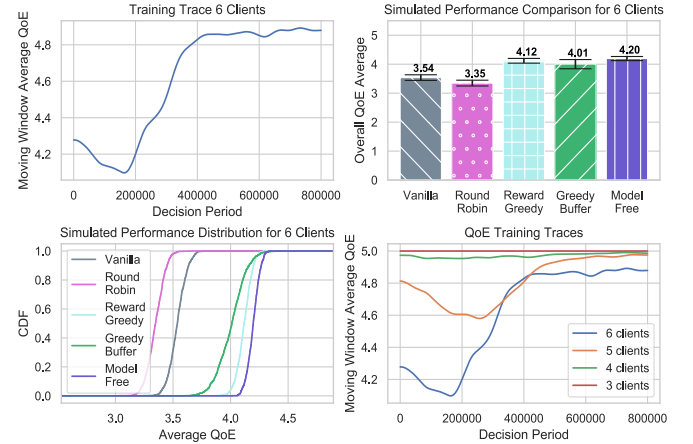 Training Trace 6 Clients
Moving Window Average QoE
4.8
4.6
4.4
4.2
0
200000
400000
600000
800000
Decision Period
Simulated Performance Comparison for 6 Clients
Overall QoE Average
5
4
3
2
1
0
3.54
3.35
4.12
4.01
4.20
Vanilla
Round
Robin
Reward
Greedy
Greedy
Buffer
Model
Free
Simulated Performance Distribution for 6 Clients
CDF
1.0
0.8
0.6
0.4
0.2
0.0
Vanilla
Round
Robin
Reward
Greedy
Greedy
Buffer
Model
Free
3.0
3.5
4.0
4.5
Average QoE
QoE Training Traces
Moving Window Average QoE
5.0
4.8
4.6
4.4
4.2
6 clients
5 clients
4 clients
3 clients
0
200000
400000
600000
800000
Decision Period